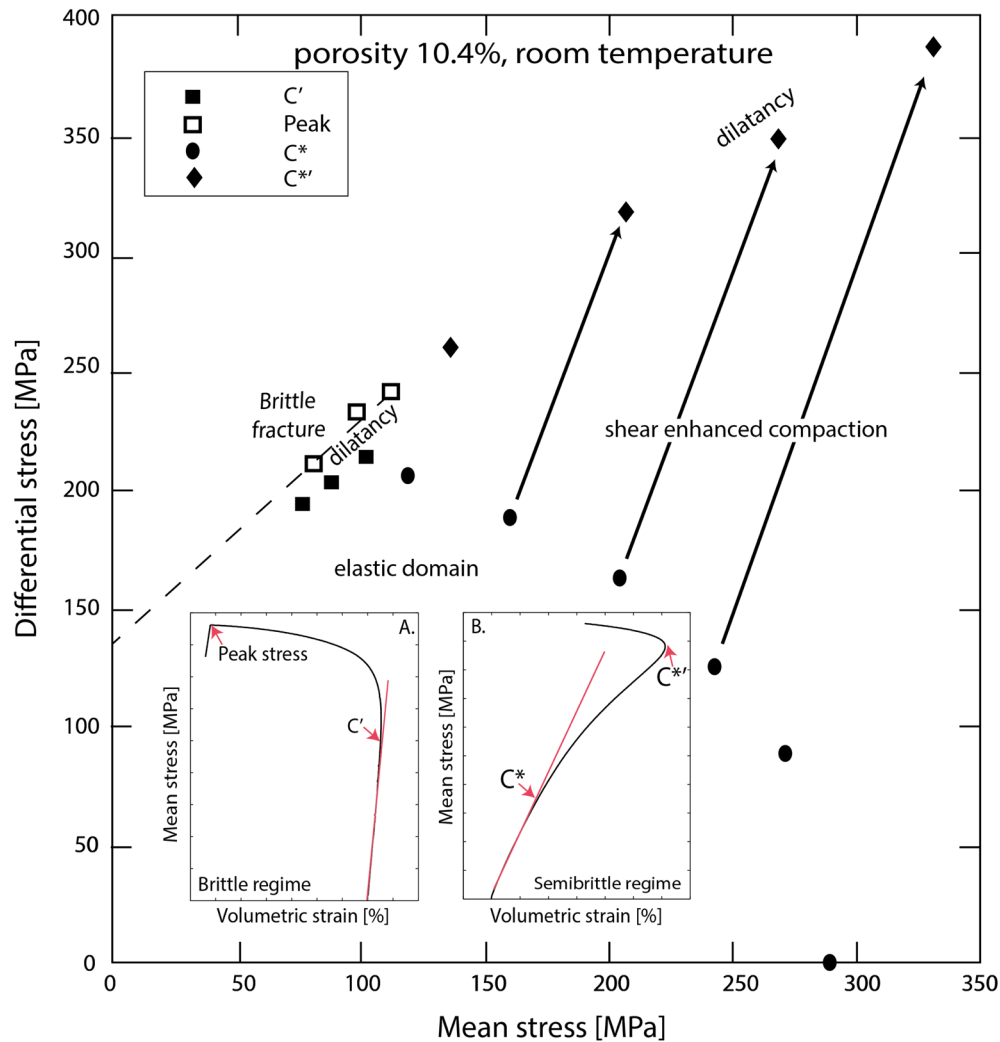 porosity 10.4%, room temperature
C’
Peak
C*
C*’
400
350
300
250
200
150
100
50
0
Differential stress [MPa]
dilatancy
Brittle
fracture
dilatancy
shear enhanced compaction
elastic domain
A.
Peak stress
C’
Mean stress [MPa]
Brittle regime
Volumetric strain [%]
B.
C*’
C*
Mean stress [MPa]
Semibrittle regime
Volumetric strain [%]
0 50 100 150 200 250 300 350
Mean stress [MPa]